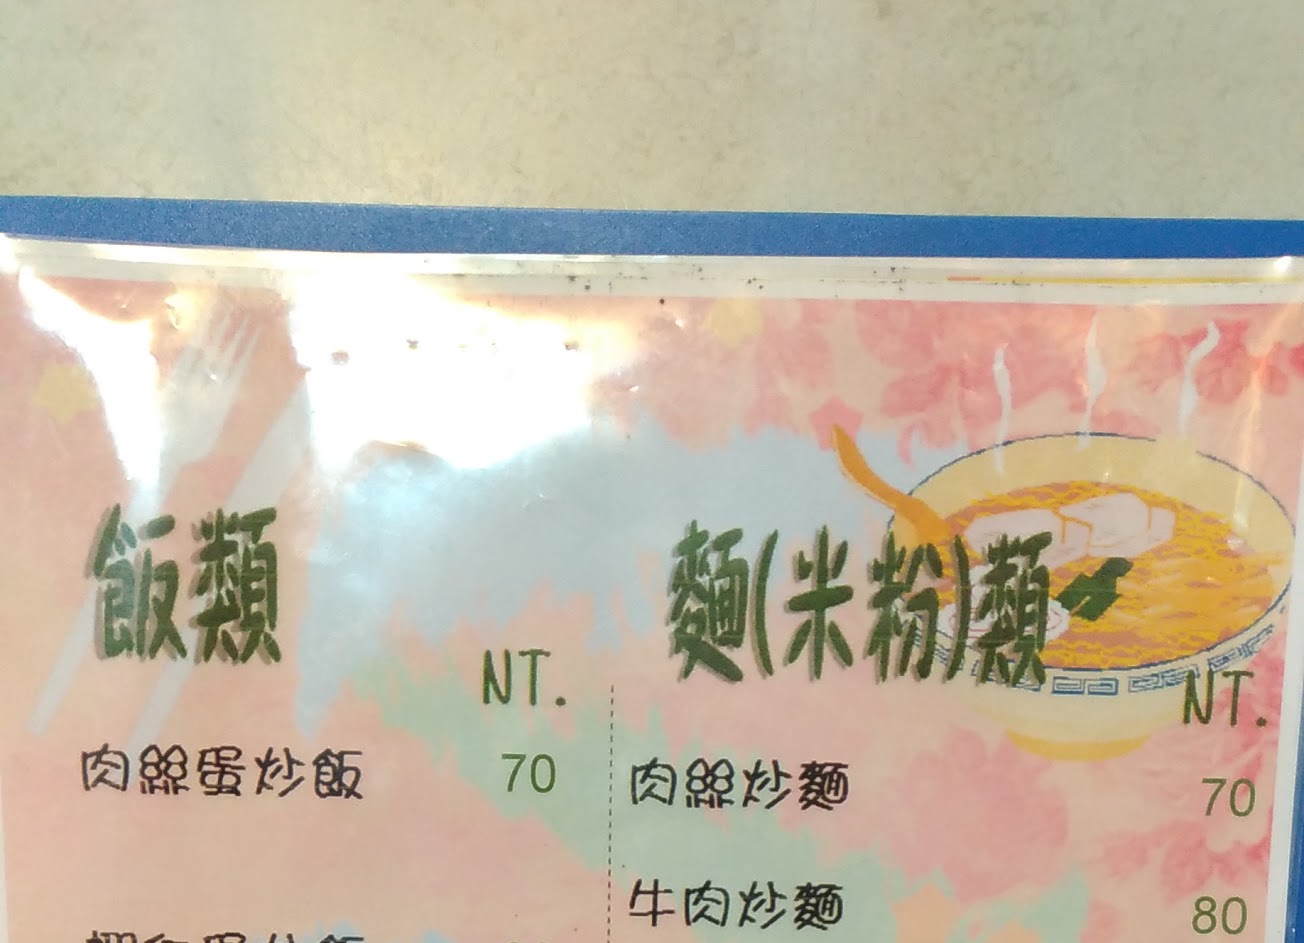 飯類
NT.
肉絲蛋炒飯 70
麵(米粉)類
NT.
肉絲炒麵 70
牛肉炒麵 80